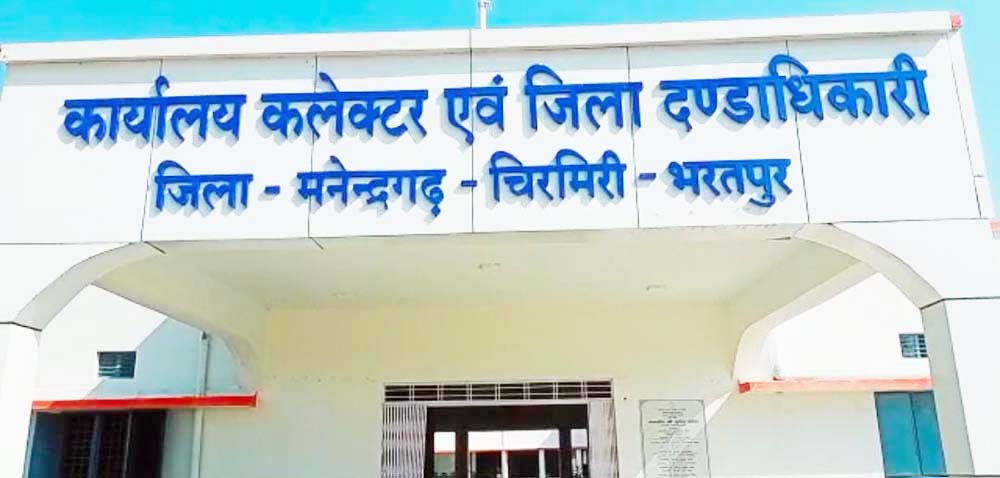 कार्यालय कलेक्टर एवं जिला दण्डाधिकारी
जिला - मनेन्द्रगढ़ - चिरमिरी - भरतपुर